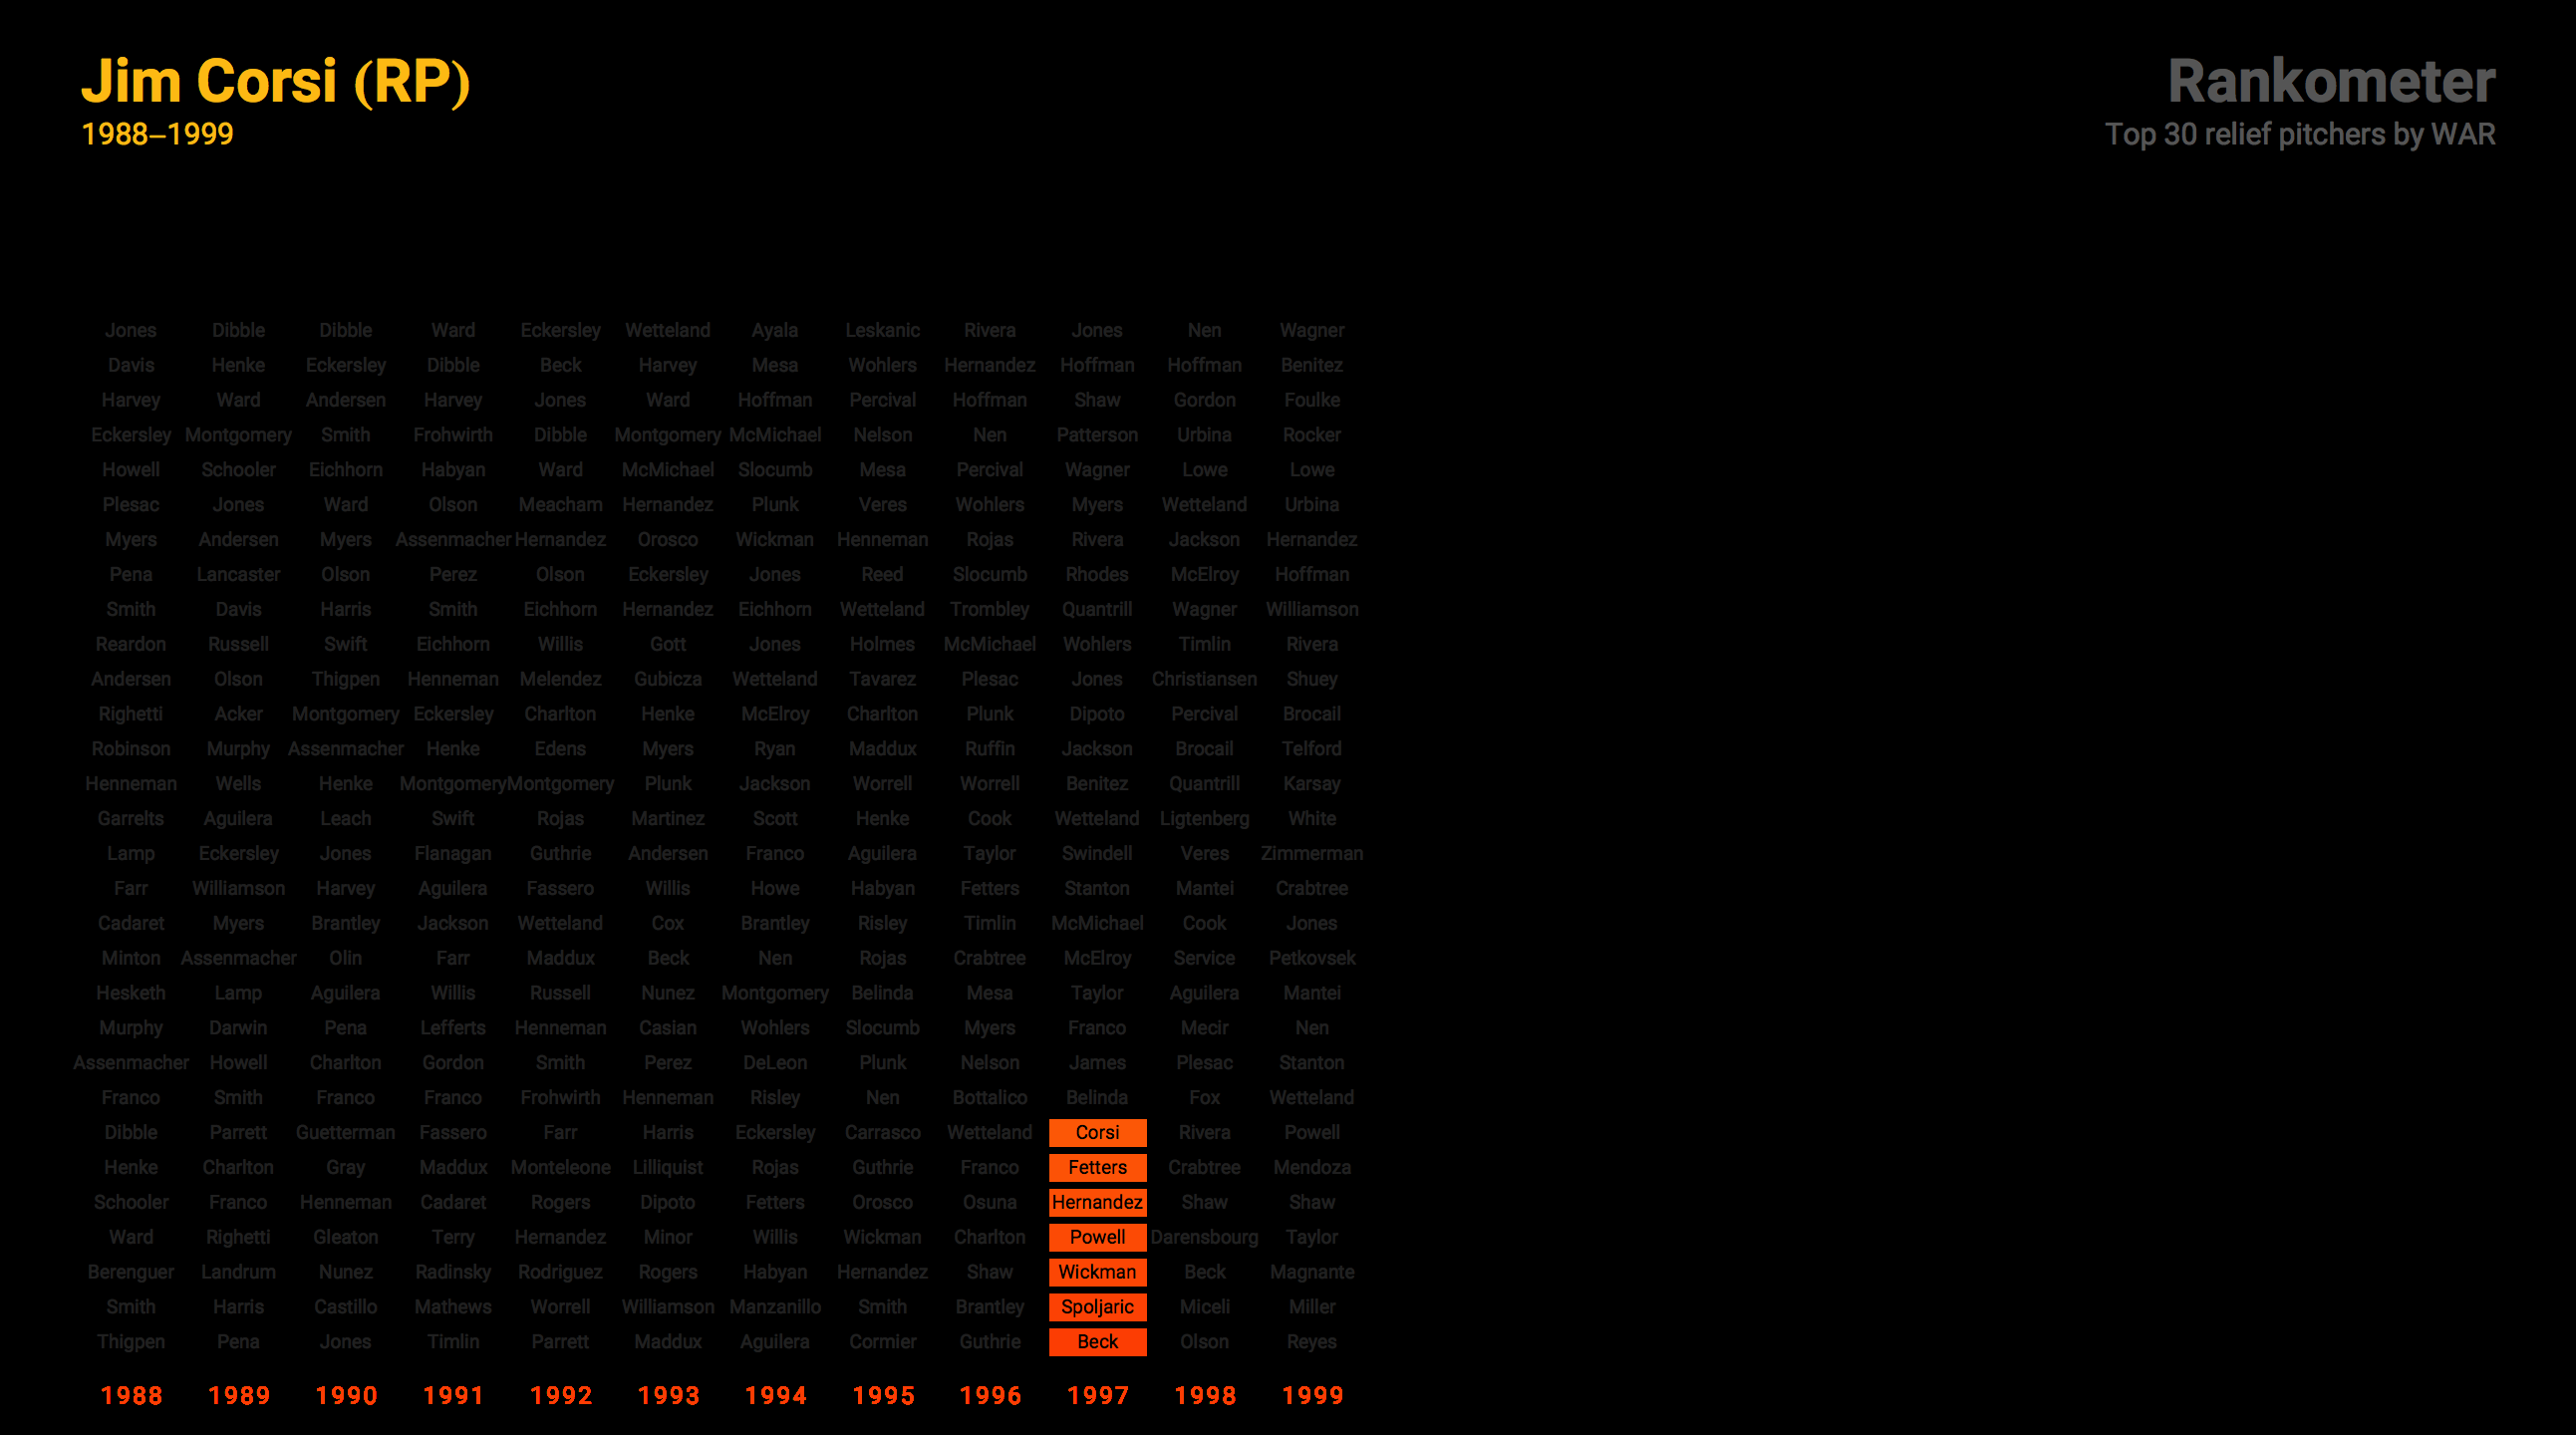 Jim Corsi (RP)
1988–1999
Rankometer
Top 30 relief pitchers by WAR
Jones Dibble Dibble Ward Eckersley Wetteland Ayala Leskanic Rivera Jones Nen Wagner
Davis Henke Eckersley Dibble Beck Harvey Mesa Wohlers Hernandez Hoffman Hoffman Benitez
Harvey Ward Andersen Harvey Jones Ward Hoffman Percival Hoffman Shaw Gordon Foulke
Eckersley Montgomery Smith Frohwirth Dibble Montgomery McMichael Nelson Nen Patterson Urbina Rocker
Howell Schooler Eichhorn Habyan Ward McMichael Slocumb Mesa Percival Wagner Lowe Lowe
Plesac Jones Ward Olson Meacham Hernandez Plunk Veres Wohlers Myers Wetteland Urbina
Myers Andersen Myers Assenmacher Hernandez Orosco Wickman Henneman Rojas Rivera Jackson Hernandez
Pena Lancaster Olson Perez Olson Eckersley Jones Reed Slocumb Rhodes McElroy Hoffman
Smith Davis Harris Smith Eichhorn Hernandez Eichhorn Wetteland Trombley Quantrill Wagner Williamson
Reardon Russell Swift Eichhorn Willis Gott Jones Holmes McMichael Wohlers Timlin Rivera
Andersen Olson Thigpen Henneman Melendez Gubicza Wetteland Tavarez Plesac Jones Christiansen Shuey
Righetti Acker Montgomery Eckersley Charlton Henke McElroy Charlton Plunk Dipoto Percival Brocail
Robinson Murphy Assenmacher Henke Edens Myers Ryan Maddux Ruffin Jackson Brocail Telford
Henneman Wells Henke Montgomery Montgomery Plunk Jackson Worrell Worrell Benitez Quantrill Karsay
Garrelts Aguilera Leach Swift Rojas Martinez Scott Henke Cook Wetteland Ligtenberg White
Lamp Eckersley Jones Flanagan Guthrie Andersen Franco Aguilera Taylor Swindell Veres Zimmerman
Farr Williamson Harvey Aguilera Fassero Willis Howe Habyan Fetters Stanton Mantei Crabtree
Cadaret Myers Brantley Jackson Wetteland Cox Brantley Risley Timlin McMichael Cook Jones
Minton Assenmacher Olin Farr Maddux Beck Nen Rojas Crabtree McElroy Service Petkovsek
Hesketh Lamp Aguilera Willis Russell Nunez Montgomery Belinda Mesa Taylor Aguilera Mantei
Murphy Darwin Pena Lefferts Henneman Casian Wohlers Slocumb Myers Franco Mecir Nen
Assenmacher Howell Charlton Gordon Smith Perez DeLeon Plunk Nelson James Plesac Stanton
Franco Smith Franco Franco Frohwirth Henneman Risley Nen Bottalico Belinda Fox Wetteland
Dibble Parrett Guetterman Fassero Farr Harris Eckersley Carrasco Wetteland Corsi Rivera Powell
Henke Charlton Gray Maddux Monteleone Lilliquist Rojas Guthrie Franco Fetters Crabtree Mendoza
Schooler Franco Henneman Cadaret Rogers Dipoto Fetters Orosco Osuna Hernandez Shaw Shaw
Ward Righetti Gleaton Terry Hernandez Minor Willis Wickman Charlton Powell Darensbourg Taylor
Berenguer Landrum Nunez Radinsky Rodriguez Rogers Habyan Hernandez Shaw Wickman Beck Magnante
Smith Harris Castillo Mathews Worrell Williamson Manzanillo Smith Brantley Spoljaric Miceli Miller
Thigpen Pena Jones Timlin Parrett Maddux Aguilera Cormier Guthrie Beck Olson Reyes
1988 1989 1990 1991 1992 1993 1994 1995 1996 1997 1998 1999